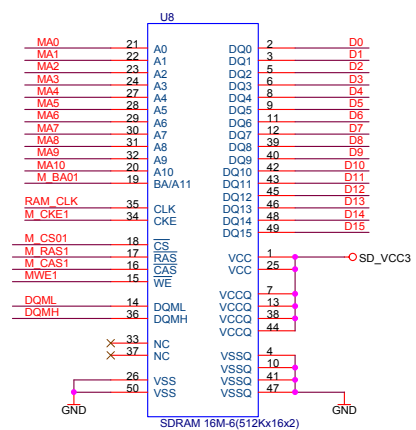 U8
MA0 21 A0 DQ0 2 D0
MA1 22 A1 DQ1 3 D1
MA2 23 A2 DQ2 5 D2
MA3 24 A3 DQ3 6 D3
MA4 27 A4 DQ4 8 D4
MA5 28 A5 DQ5 9 D5
MA6 29 A6 DQ6 11 D6
MA7 30 A7 DQ7 12 D7
MA8 31 A8 DQ8 39 D8
MA9 32 A9 DQ9 40 D9
MA10 20 A10 DQ10 42 D10
M_BA01 19 BA/A11 DQ11 43 D11
DQ12 45 D12
RAM_CLK 35 CLK DQ13 46 D13
M_CKE1 34 CKE DQ14 48 D14
DQ15 49 D15
M_CS01 18 CS
M_RAS1 17 RAS VCC 1 SD_VCC3
M_CAS1 16 CAS VCC 25
MWE1 15 WE
VCCQ 7
DQML 14 DQML VCCQ 13
DQMH 36 DQMH VCCQ 38
VCCQ 44
33 NC
37 NC VSSQ 4
VSSQ 10
26 VSS VSSQ 41
50 VSS VSSQ 47
GND GND
SDRAM 16M-6(512Kx16x2)